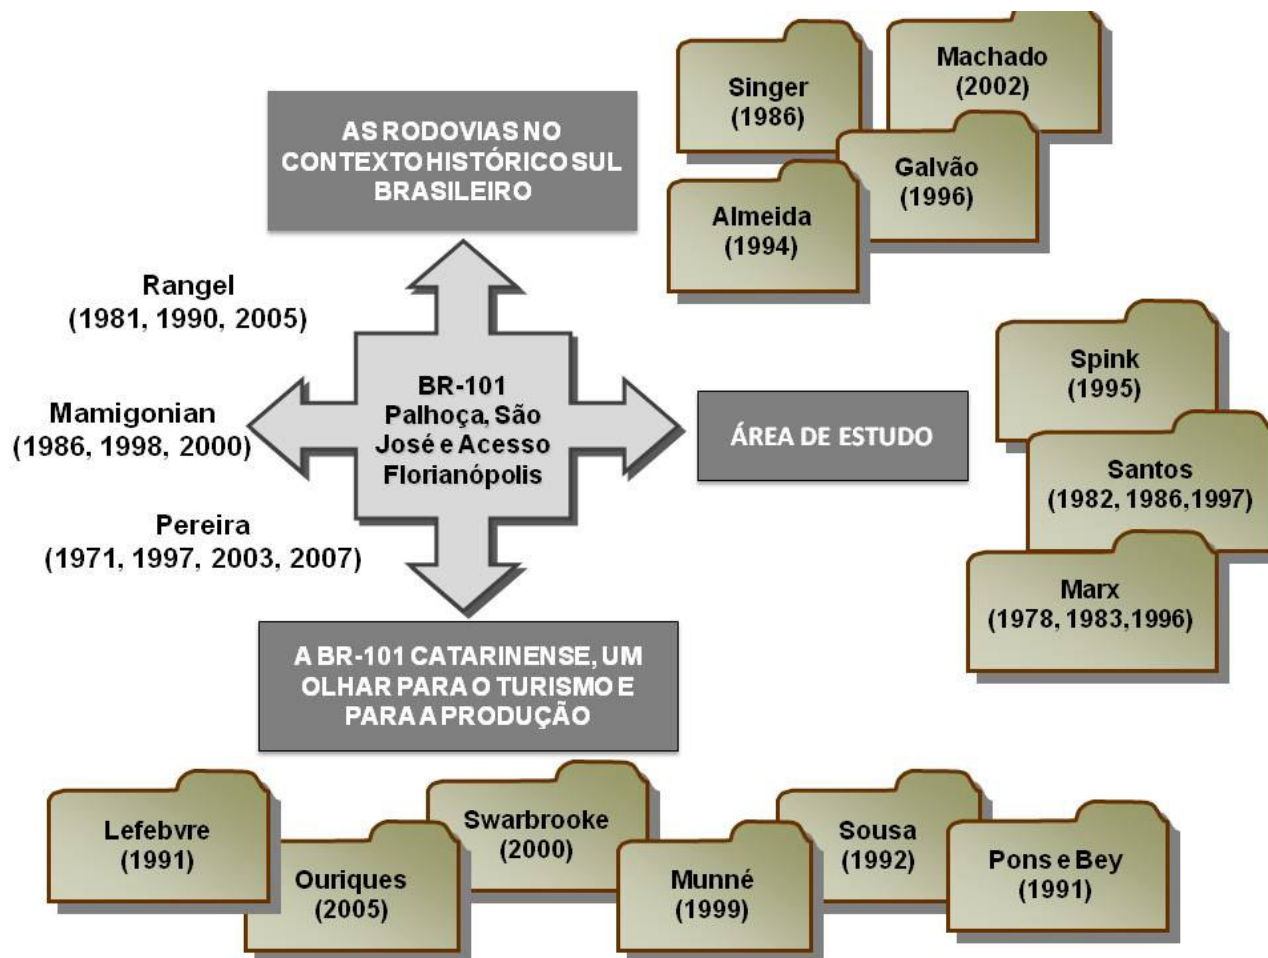 Singer
(1986)
Machado
(2002)
Galvão
(1996)
Almeida
(1994)
AS RODOVIAS NO
CONTEXTO HISTÓRICO SUL
BRASILEIRO
Rangel
(1981, 1990, 2005)
Mamigonian
(1986, 1998, 2000)
Pereira
(1971, 1997, 2003, 2007)
BR-101
Palhoça, São
José e Acesso
Florianópolis
ÁREA DE ESTUDO
Spink
(1995)
Santos
(1982, 1986,1997)
Marx
(1978, 1983,1996)
A BR-101 CATARINENSE, UM
OLHAR PARA O TURISMO E
PARA A PRODUÇÃO
Lefebvre
(1991)
Ouriques
(2005)
Swarbrooke
(2000)
Munné
(1999)
Sousa
(1992)
Pons e Bey
(1991)